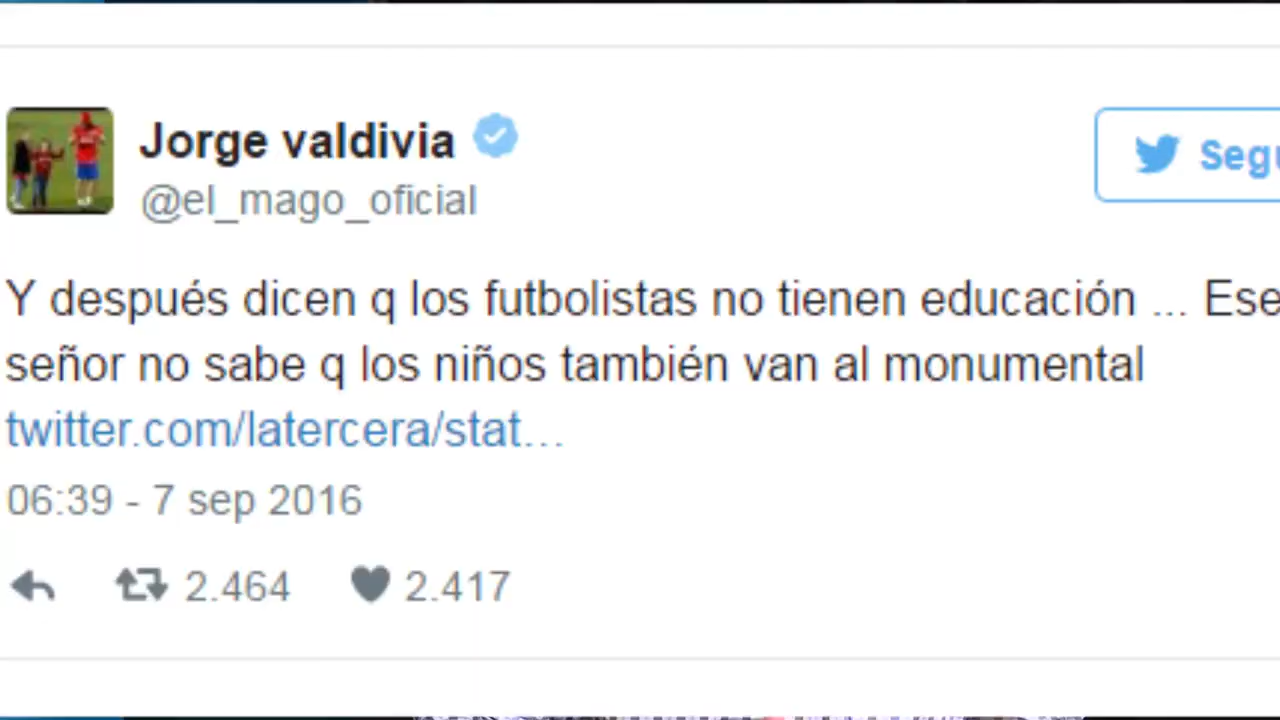 Jorge valdivia
@el_mago_oficial
Segu
Y después dicen q los futbolistas no tienen educación ... Ese
señor no sabe q los niños también van al monumental
twitter.com/latercera/stat...
06:39 - 7 sep 2016
2.464 2.417